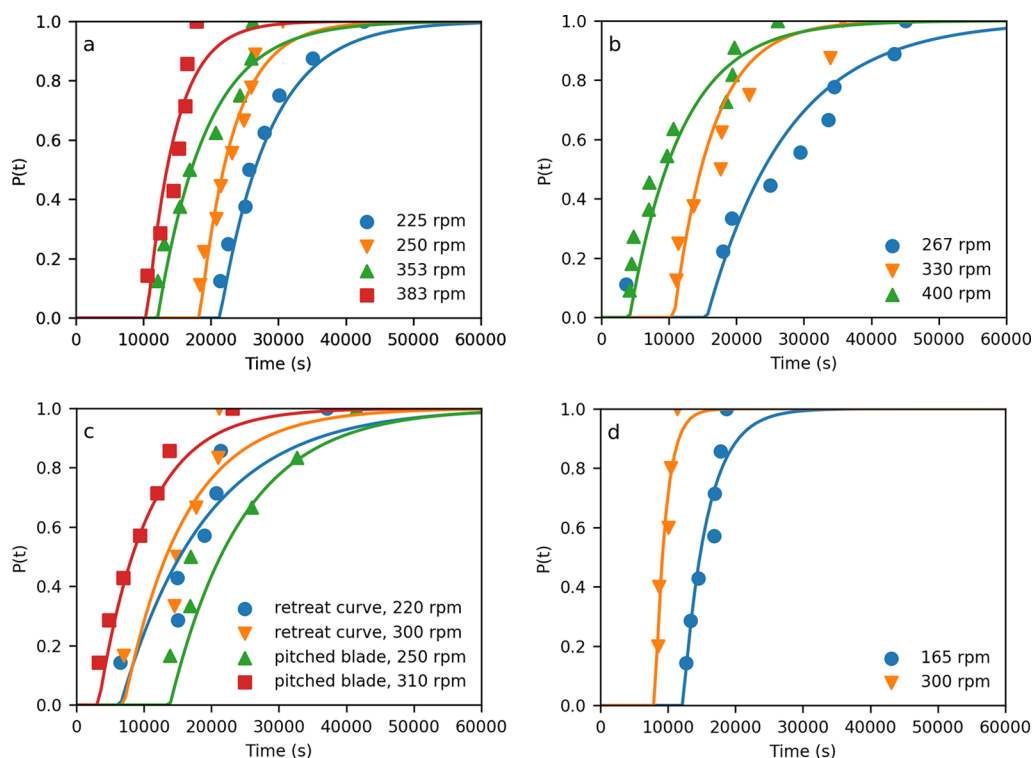 a
P(t)
1.0
0.8
0.6
0.4
0.2
0.0
225 rpm
250 rpm
353 rpm
383 rpm
0 10000 20000 30000 40000 50000 60000
Time (s)
b
P(t)
1.0
0.8
0.6
0.4
0.2
0.0
267 rpm
330 rpm
400 rpm
0 10000 20000 30000 40000 50000 60000
Time (s)
c
P(t)
1.0
0.8
0.6
0.4
0.2
0.0
retreat curve, 220 rpm
retreat curve, 300 rpm
pitched blade, 250 rpm
pitched blade, 310 rpm
0 10000 20000 30000 40000 50000 60000
Time (s)
d
P(t)
1.0
0.8
0.6
0.4
0.2
0.0
165 rpm
300 rpm
0 10000 20000 30000 40000 50000 60000
Time (s)